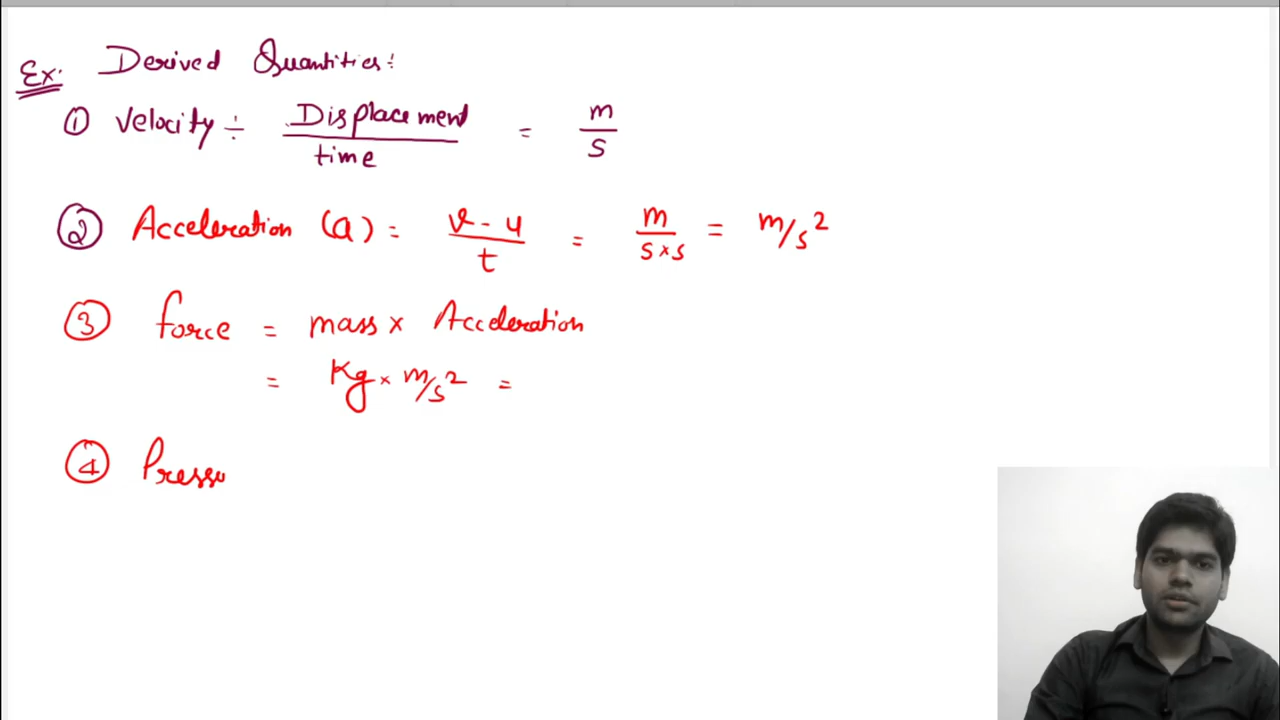 Ex: Derived Quantities:
① Velocity ÷ Displacement / time = m/s
② Acceleration (a) = v - u / t = m / s×s = m/s²
③ force = mass × Acceleration
= Kg × m/s² =
④ Pressu